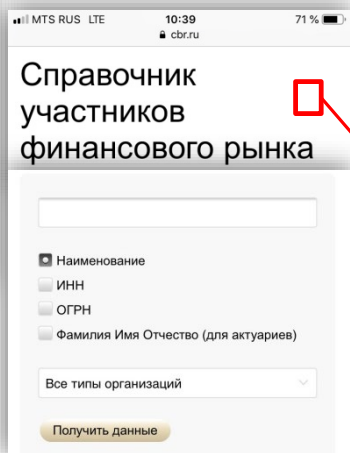 MTS RUS LTE 10:39 71 %
cbr.ru
Справочник
участников
финансового рынка
Наименование
ИНН
ОГРН
Фамилия Имя Отчество (для актуариев)
Все типы организаций
Получить данные